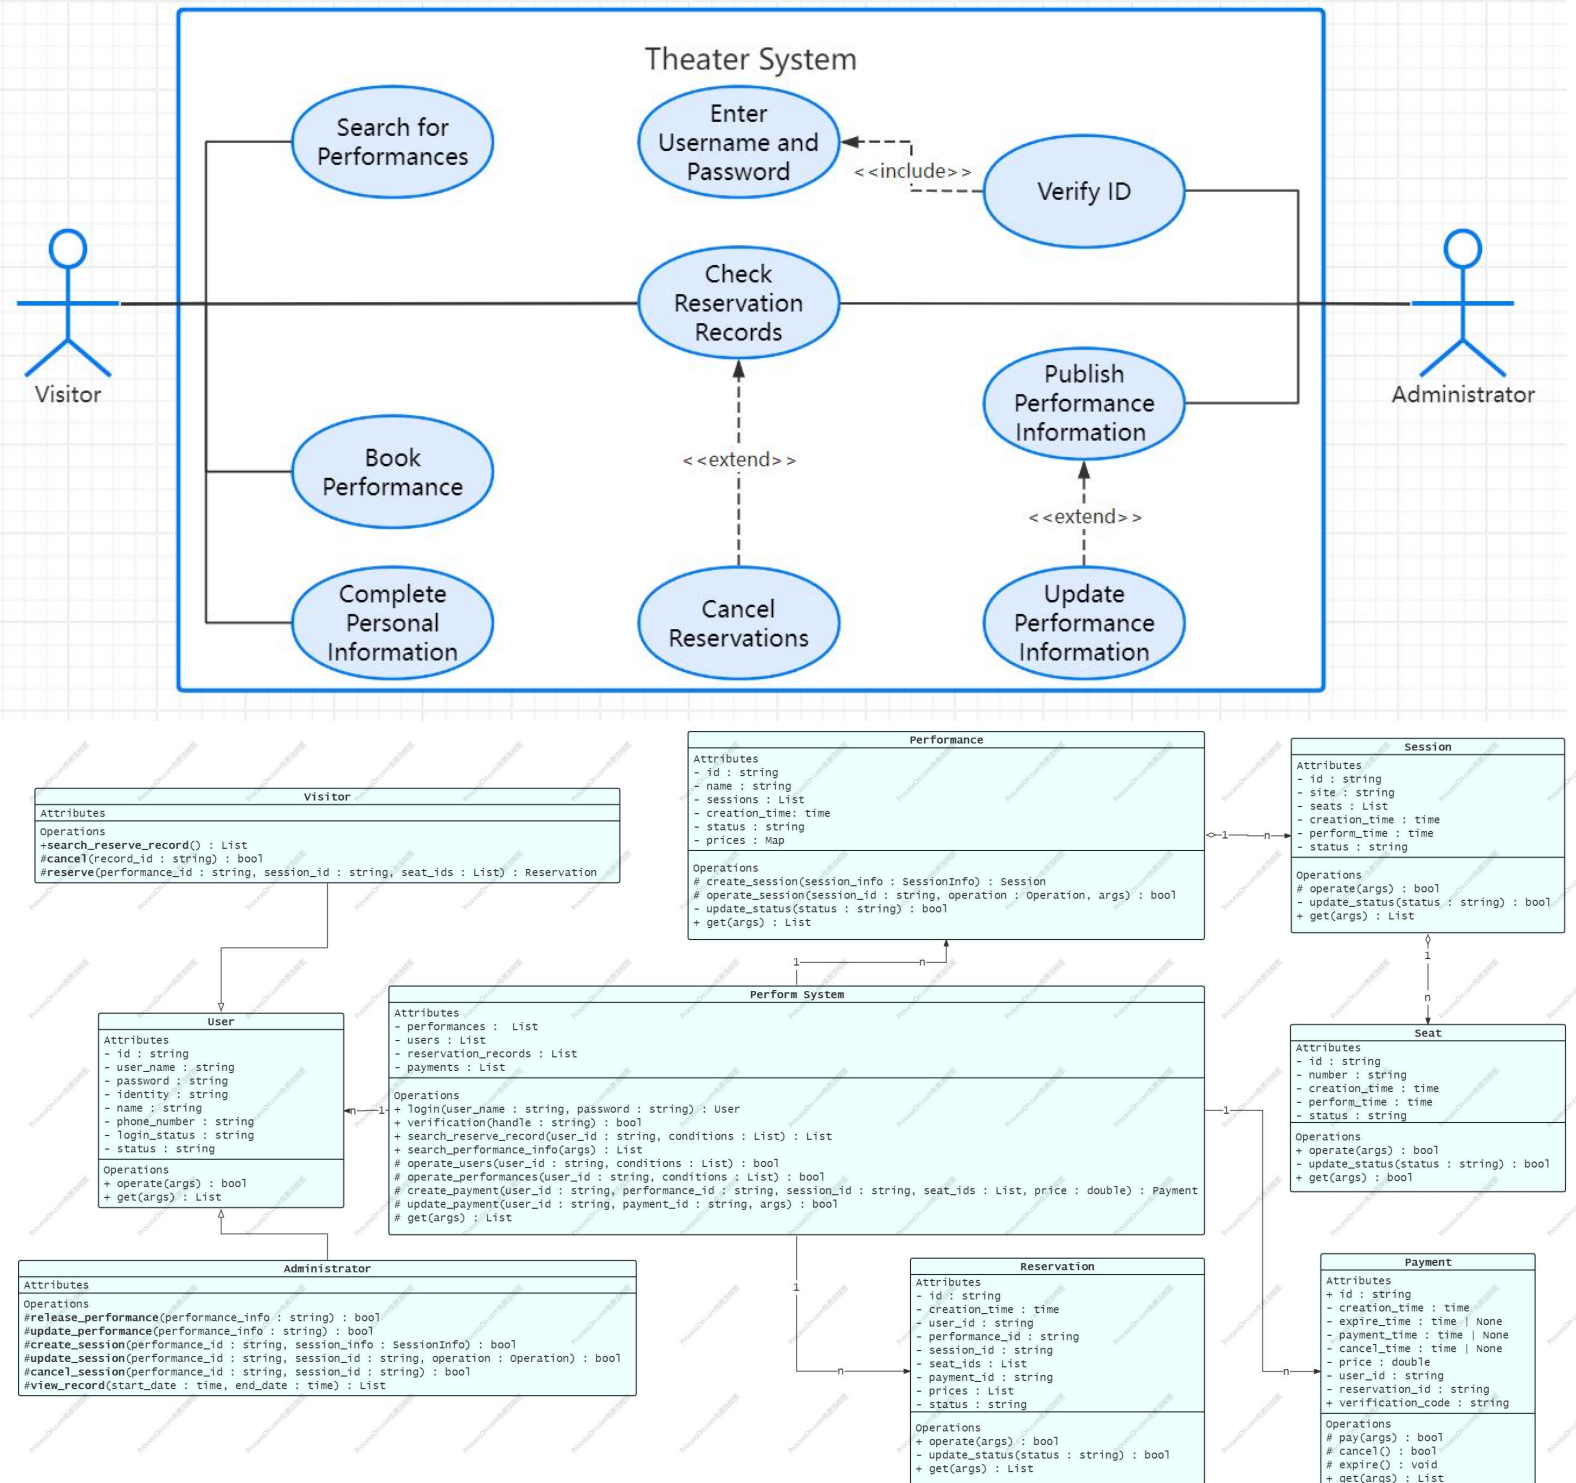 Theater System
Search for
Performances
Enter
Username and
Password
<<include>>
Verify ID
Check
Reservation
Records
Visitor
Administrator
Publish
Performance
Information
Book
Performance
<<extend>>
<<extend>>
Complete
Personal
Information
Cancel
Reservations
Update
Performance
Information
Visitor
Attributes
Operations
+search_reserve_record() : List
#cancel(record_id : string) : bool
#reserve(performance_id : string, session_id : string, seat_ids : List) : Reservation
Performance
Attributes
- id : string
- name : string
- sessions : List
- creation_time: time
- status : string
- prices : Map
Operations
# create_session(session_info : SessionInfo) : Session
# operate_session(session_id : string, operation : Operation, args) : bool
- update_status(status : string) : bool
+ get(args) : List
1
n
Session
Attributes
- id : string
- site : string
- seats : List
- creation_time : time
- perform_time : time
- status : string
Operations
# operate(args) : bool
- update_status(status : string) : bool
+ get(args) : List
1
n
1
n
User
Attributes
- id : string
- user_name : string
- password : string
- identity : string
- name : string
- phone_number : string
- login_status : string
- status : string
Operations
+ operate(args) : bool
+ get(args) : List
n
1
Perform System
Attributes
- performances :  List
- users : List
- reservation_records : List
- payments : List
Operations
+ login(user_name : string, password : string) : User
+ verification(handle : string) : bool
+ search_reserve_record(user_id : string, conditions : List) : List
+ search_performance_info(args) : List
# operate_users(user_id : string, conditions : List) : bool
# operate_performances(user_id : string, conditions : List) : bool
# create_payment(user_id : string, performance_id : string, session_id : string, seat_ids : List, price : double) : Payment
# update_payment(user_id : string, payment_id : string, args) : bool
# get(args) : List
1
Seat
Attributes
- id : string
- number : string
- creation_time : time
- perform_time : time
- status : string
Operations
+ operate(args) : bool
- update_status(status : string) : bool
+ get(args) : bool
Administrator
Attributes
Operations
#release_performance(performance_info : string) : bool
#update_performance(performance_info : string) : bool
#create_session(performance_id : string, session_info : SessionInfo) : bool
#update_session(performance_id : string, session_id : string, operation : Operation) : bool
#cancel_session(performance_id : string, session_id : string) : bool
#view_record(start_date : time, end_date : time) : List
1
n
Reservation
Attributes
- id : string
- creation_time : time
- user_id : string
- performance_id : string
- session_id : string
- seat_ids : List
- payment_id : string
- prices : List
- status : string
Operations
+ operate(args) : bool
- update_status(status : string) : bool
+ get(args) : List
n
Payment
Attributes
+ id : string
- creation_time : time
- expire_time : time | None
- payment_time : time | None
- cancel_time : time | None
- price : double
- user_id : string
- reservation_id : string
+ verification_code : string
Operations
# pay(args) : bool
# cancel() : bool
# expire() : void
+ get(args) : List